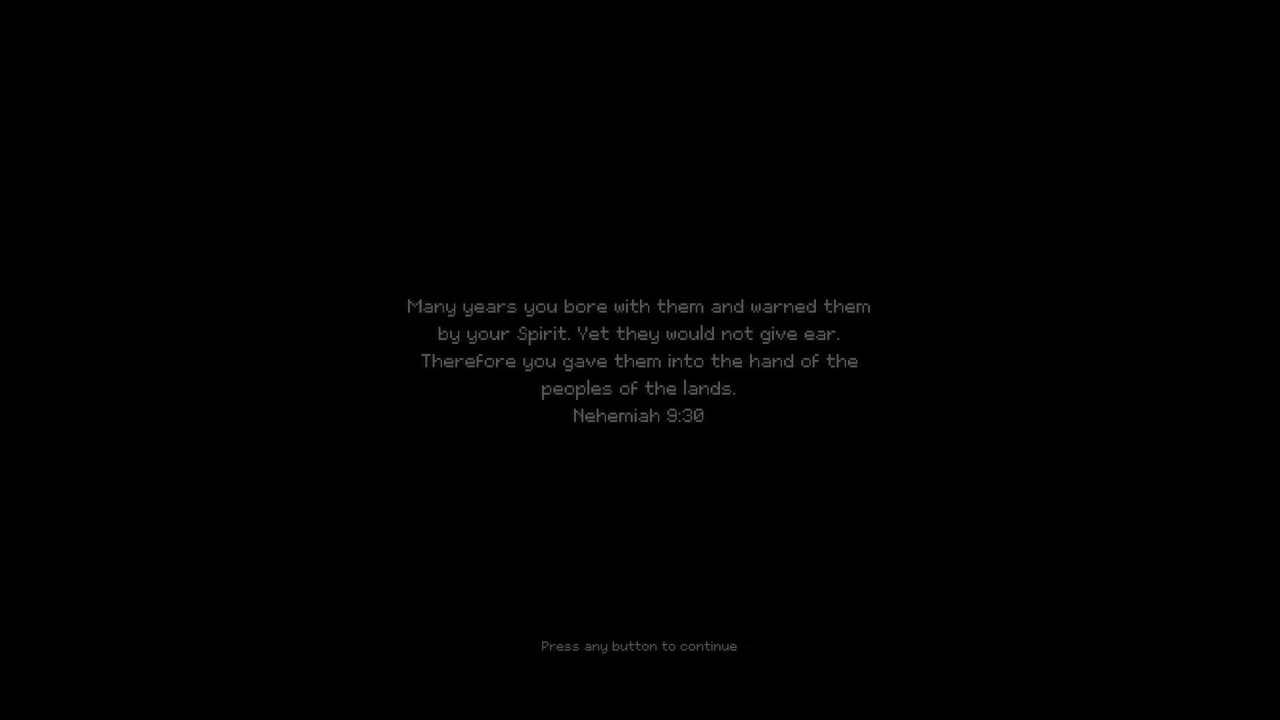 Many years you bore with them and warned them
by your Spirit. Yet they would not give ear.
Therefore you gave them into the hand of the
peoples of the lands.
Nehemiah 9:30
Press any button to continue